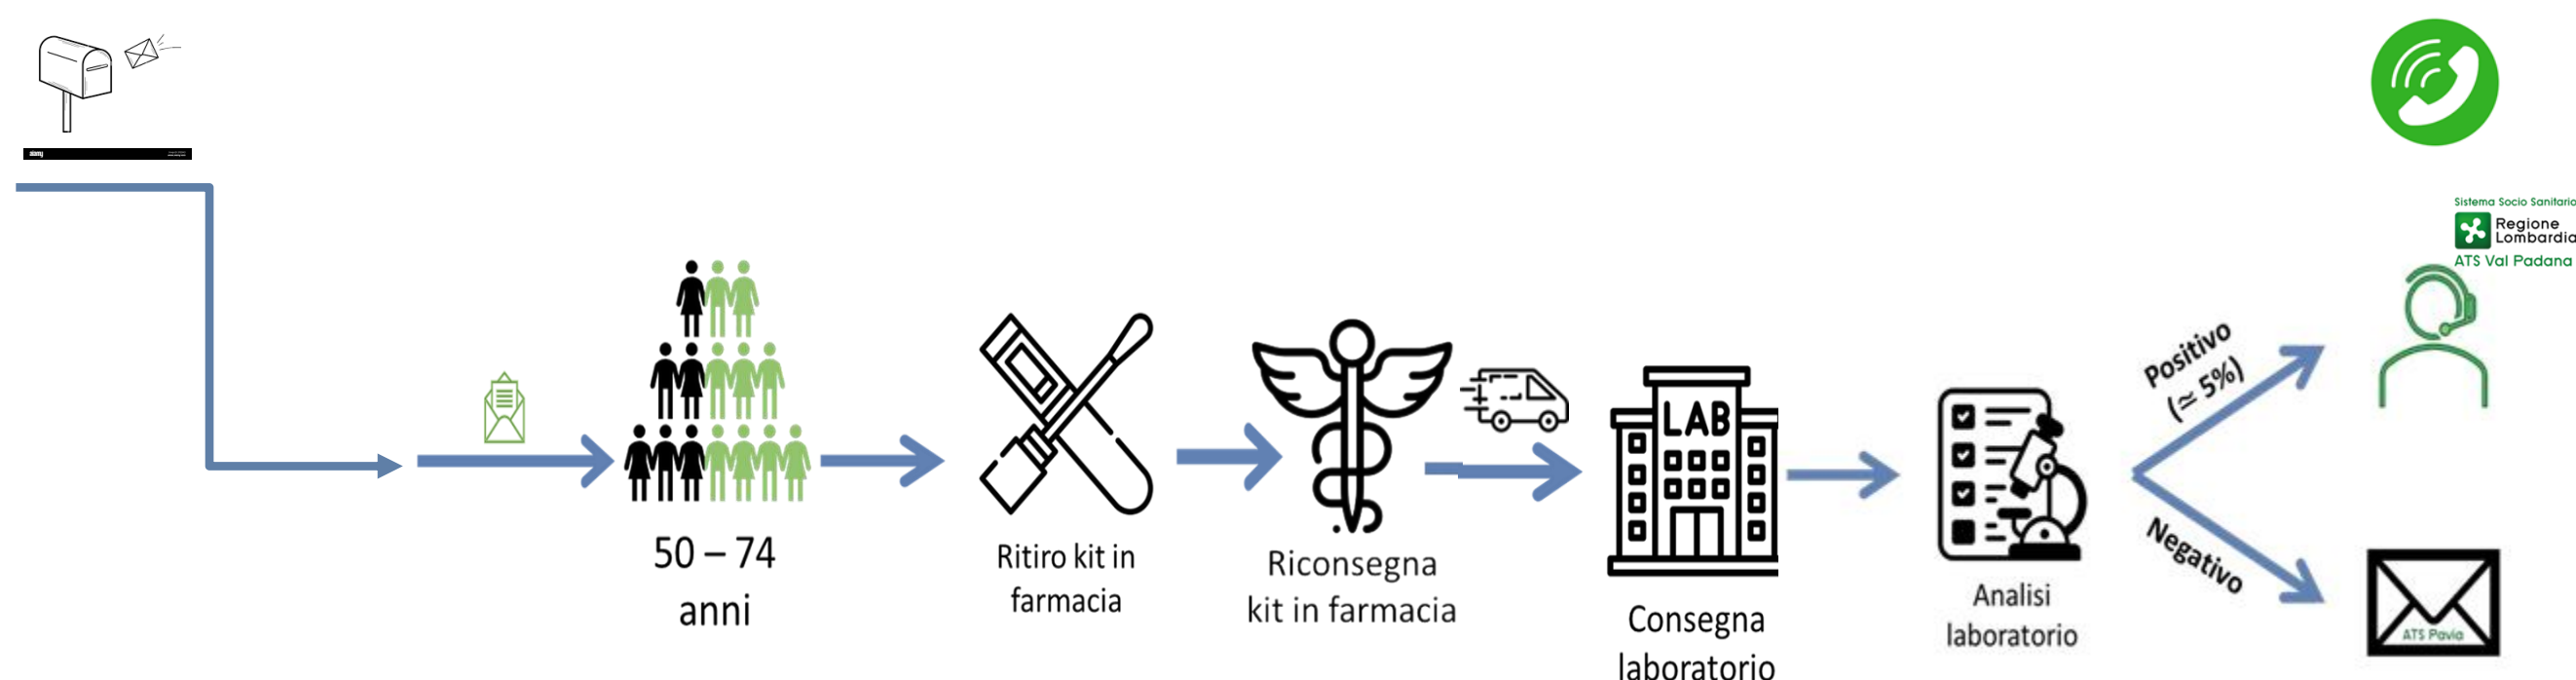 alamy
Sistema Socio Sanitario
Regione
Lombardia
ATS Val Padana
50 – 74
anni
Ritiro kit in
farmacia
Riconsegna
kit in farmacia
LAB
Consegna
laboratorio
Analisi
laboratorio
Positivo
(≃ 5%)
Negativo
ATS Pavia